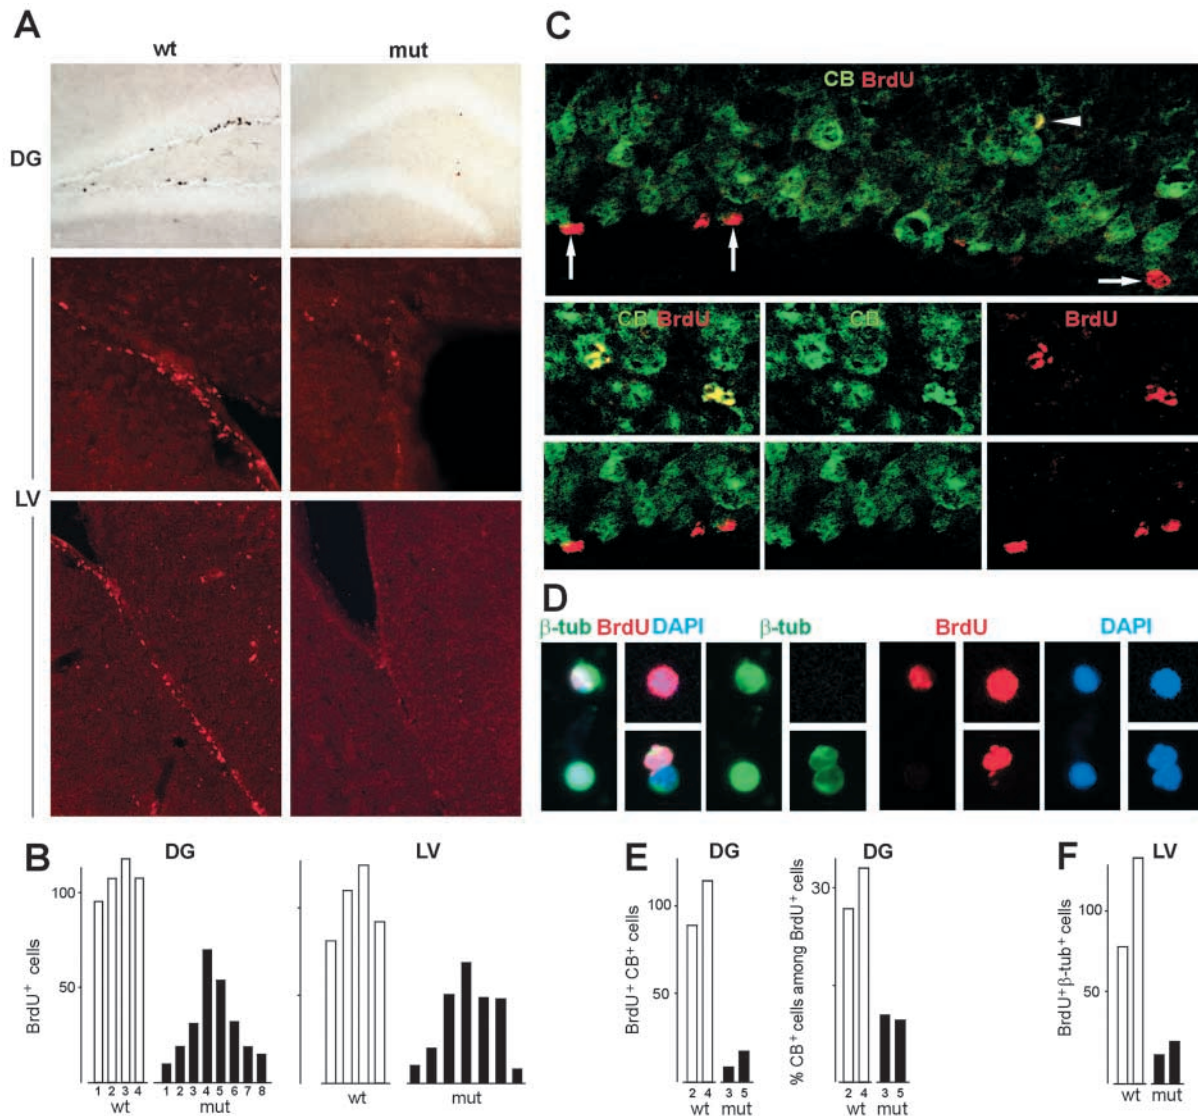 A
wt
mut
DG
LV
B
DG
BrdU+ cells
100
50
1 2 3 4
wt
1 2 3 4 5 6 7 8
mut
LV
wt
mut
C
CB BrdU
CB BrdU
CB
BrdU
D
β-tub BrdU DAPI
β-tub
BrdU
DAPI
E
DG
BrdU+ CB+ cells
100
50
2 4
wt
3 5
mut
DG
% CB+ cells among BrdU+ cells
30
2 4
wt
3 5
mut
F
LV
BrdU+β-tub+ cells
100
50
wt
mut